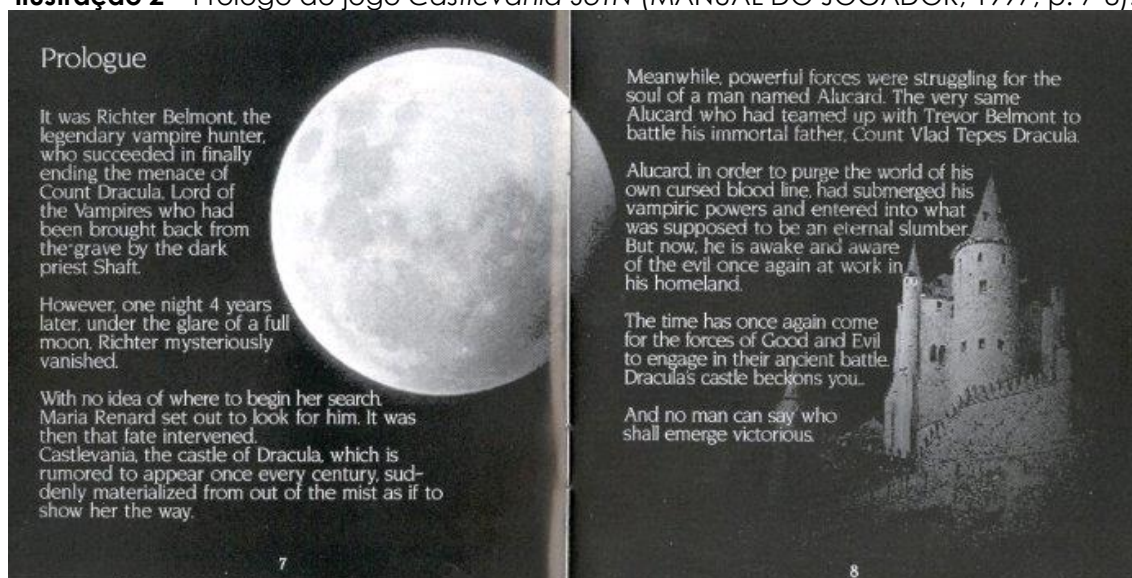 Ilustração 2 – Prólogo do jogo Castlevania SOTN (MANUAL DO JOGADOR, 1997, p. 7-8).
Prologue
It was Richter Belmont, the
legendary vampire hunter,
who succeeded in finally
ending the menace of
Count Dracula, Lord of
the Vampires who had
been brought back from
the grave by the dark
priest Shaft.
However, one night 4 years
later, under the glare of a full
moon, Richter mysteriously
vanished.
With no idea of where to begin her search,
Maria Renard set out to look for him. It was
then that fate intervened.
Castlevania, the castle of Dracula, which is
rumored to appear once every century, sud-
denly materialized from out of the mist as if to
show her the way.
7
Meanwhile, powerful forces were struggling for the
soul of a man named Alucard. The very same
Alucard who had teamed up with Trevor Belmont to
battle his immortal father, Count Vlad Tepes Dracula.
Alucard, in order to purge the world of his
own cursed blood line, had submerged his
vampiric powers and entered into what
was supposed to be an eternal slumber.
But now, he is awake and aware
of the evil once again at work in
his homeland.
The time has once again come
for the forces of Good and Evil
to engage in their ancient battle.
Dracula's castle beckons you...
And no man can say who
shall emerge victorious.
8